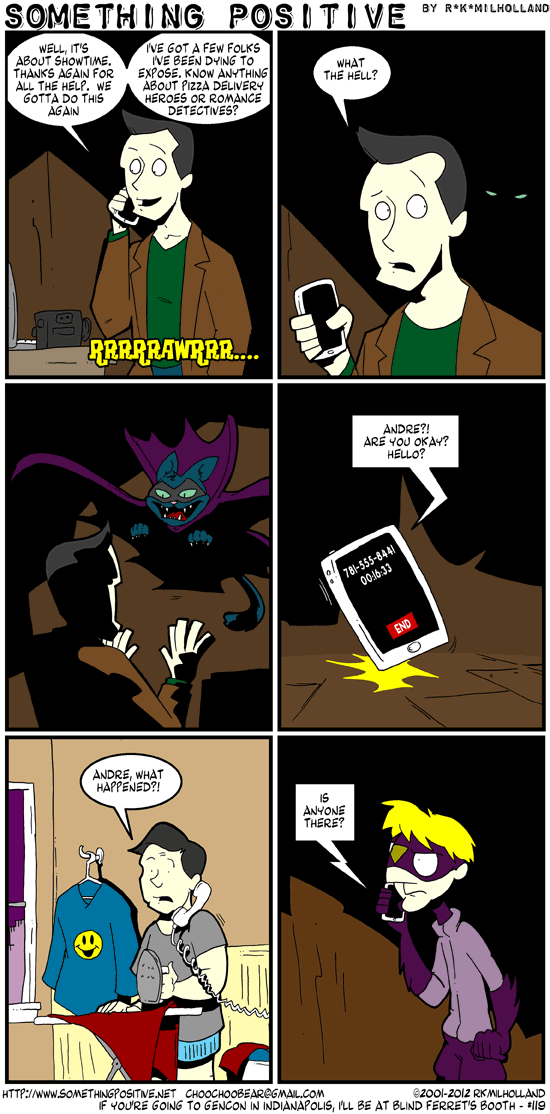 SOMETHING POSITIVE BY R*K*MILHOLLAND
WELL, IT'S
ABOUT SHOWTIME.
THANKS AGAIN FOR
ALL THE HELP. WE
GOTTA DO THIS
AGAIN
I'VE GOT A FEW FOLKS
I'VE BEEN DYING TO
EXPOSE. KNOW ANYTHING
ABOUT PIZZA DELIVERY
HEROES OR ROMANCE
DETECTIVES?
RRRRRAWRRR....
WHAT
THE HELL?
ANDRE?!
ARE YOU OKAY?
HELLO?
781-555-8441
00:16:33
END
ANDRE, WHAT
HAPPENED?!
IS
ANYONE
THERE?
HTTP://WWW.SOMETHINGPOSITIVE.NET CHOOCHOOBEAR@GMAIL.COM ©2001-2012 RKMILHOLLAND
IF YOU'RE GOING TO GENCON IN INDIANAPOLIS, I'LL BE AT BLIND FERRET'S BOOTH - #1119